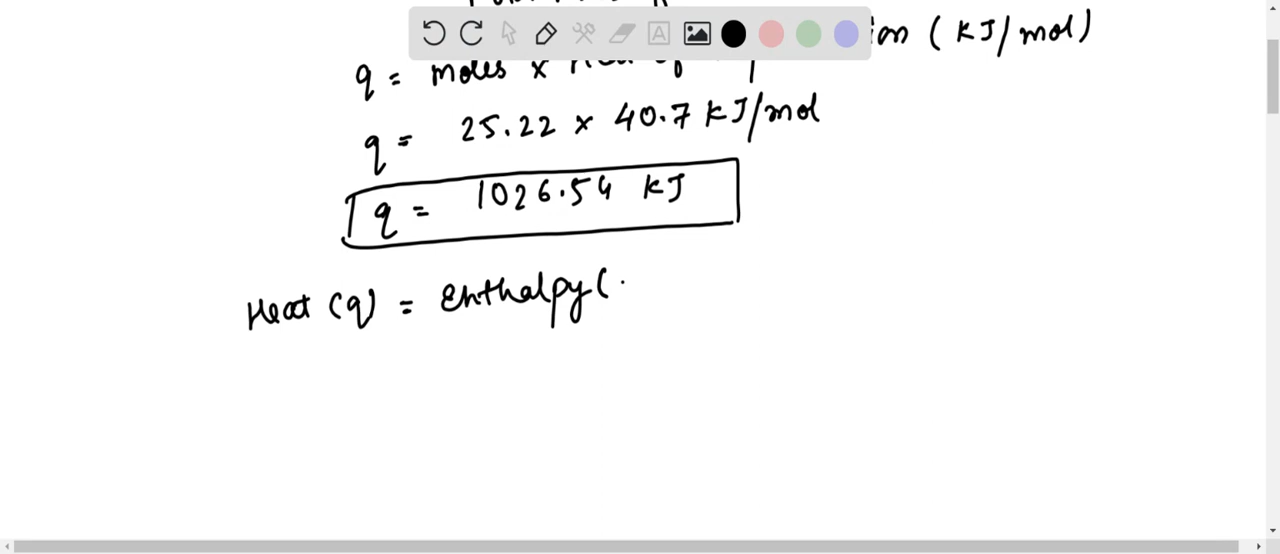 ion (KJ/mol)
q = moles x
q = 25.22 x 40.7 KJ/mol
q = 1026.54 KJ
Heat (q) = Enthalpy (.